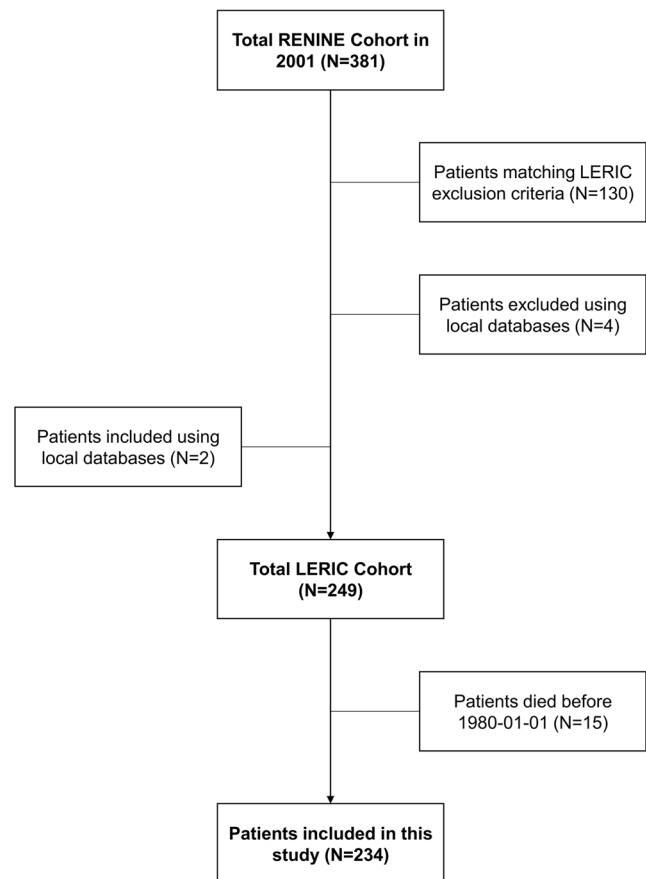 Total RENINE Cohort in
2001 (N=381)
Patients matching LERIC
exclusion criteria (N=130)
Patients excluded using
local databases (N=4)
Patients included using
local databases (N=2)
Total LERIC Cohort
(N=249)
Patients died before
1980-01-01 (N=15)
Patients included in this
study (N=234)